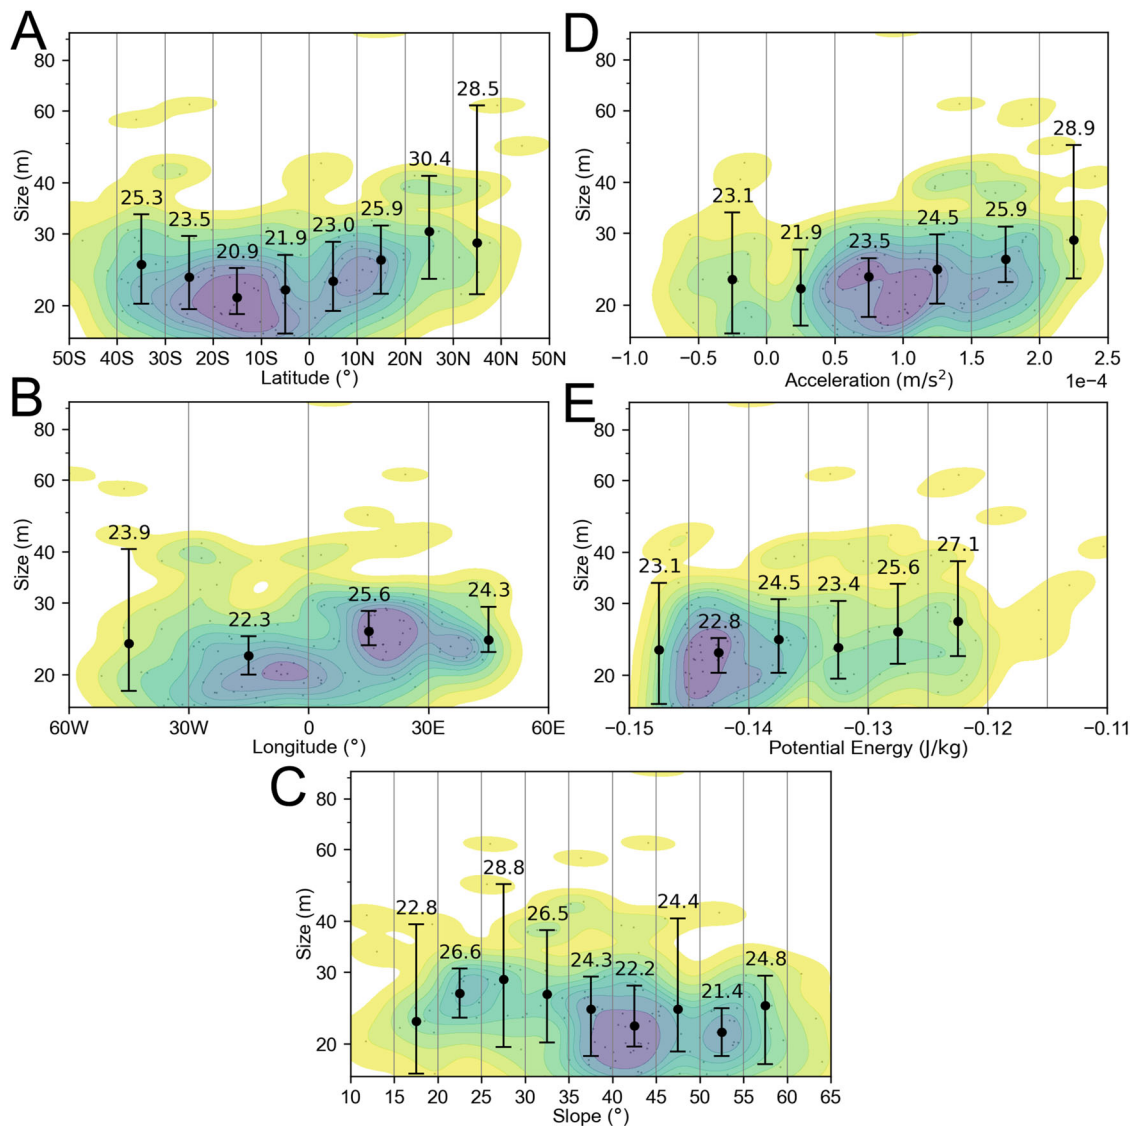 A
80
60
40
30
20
Size (m)
28.5
30.4
25.3
23.5
20.9
21.9
23.0
25.9
50S 40S 30S 20S 10S 0 10N 20N 30N 40N 50N
Latitude (°)
D
80
60
40
30
20
Size (m)
28.9
23.1
21.9
23.5
24.5
25.9
−1.0 −0.5 0.0 0.5 1.0 1.5 2.0 2.5
Acceleration (m/s²)
1e−4
B
80
60
40
30
20
Size (m)
23.9
22.3
25.6
24.3
60W 30W 0 30E 60E
Longitude (°)
E
80
60
40
30
20
Size (m)
23.1
22.8
24.5
23.4
25.6
27.1
−0.15 −0.14 −0.13 −0.12 −0.11
Potential Energy (J/kg)
C
80
60
40
30
20
Size (m)
22.8
26.6
28.8
26.5
24.3
22.2
24.4
21.4
24.8
10 15 20 25 30 35 40 45 50 55 60 65
Slope (°)